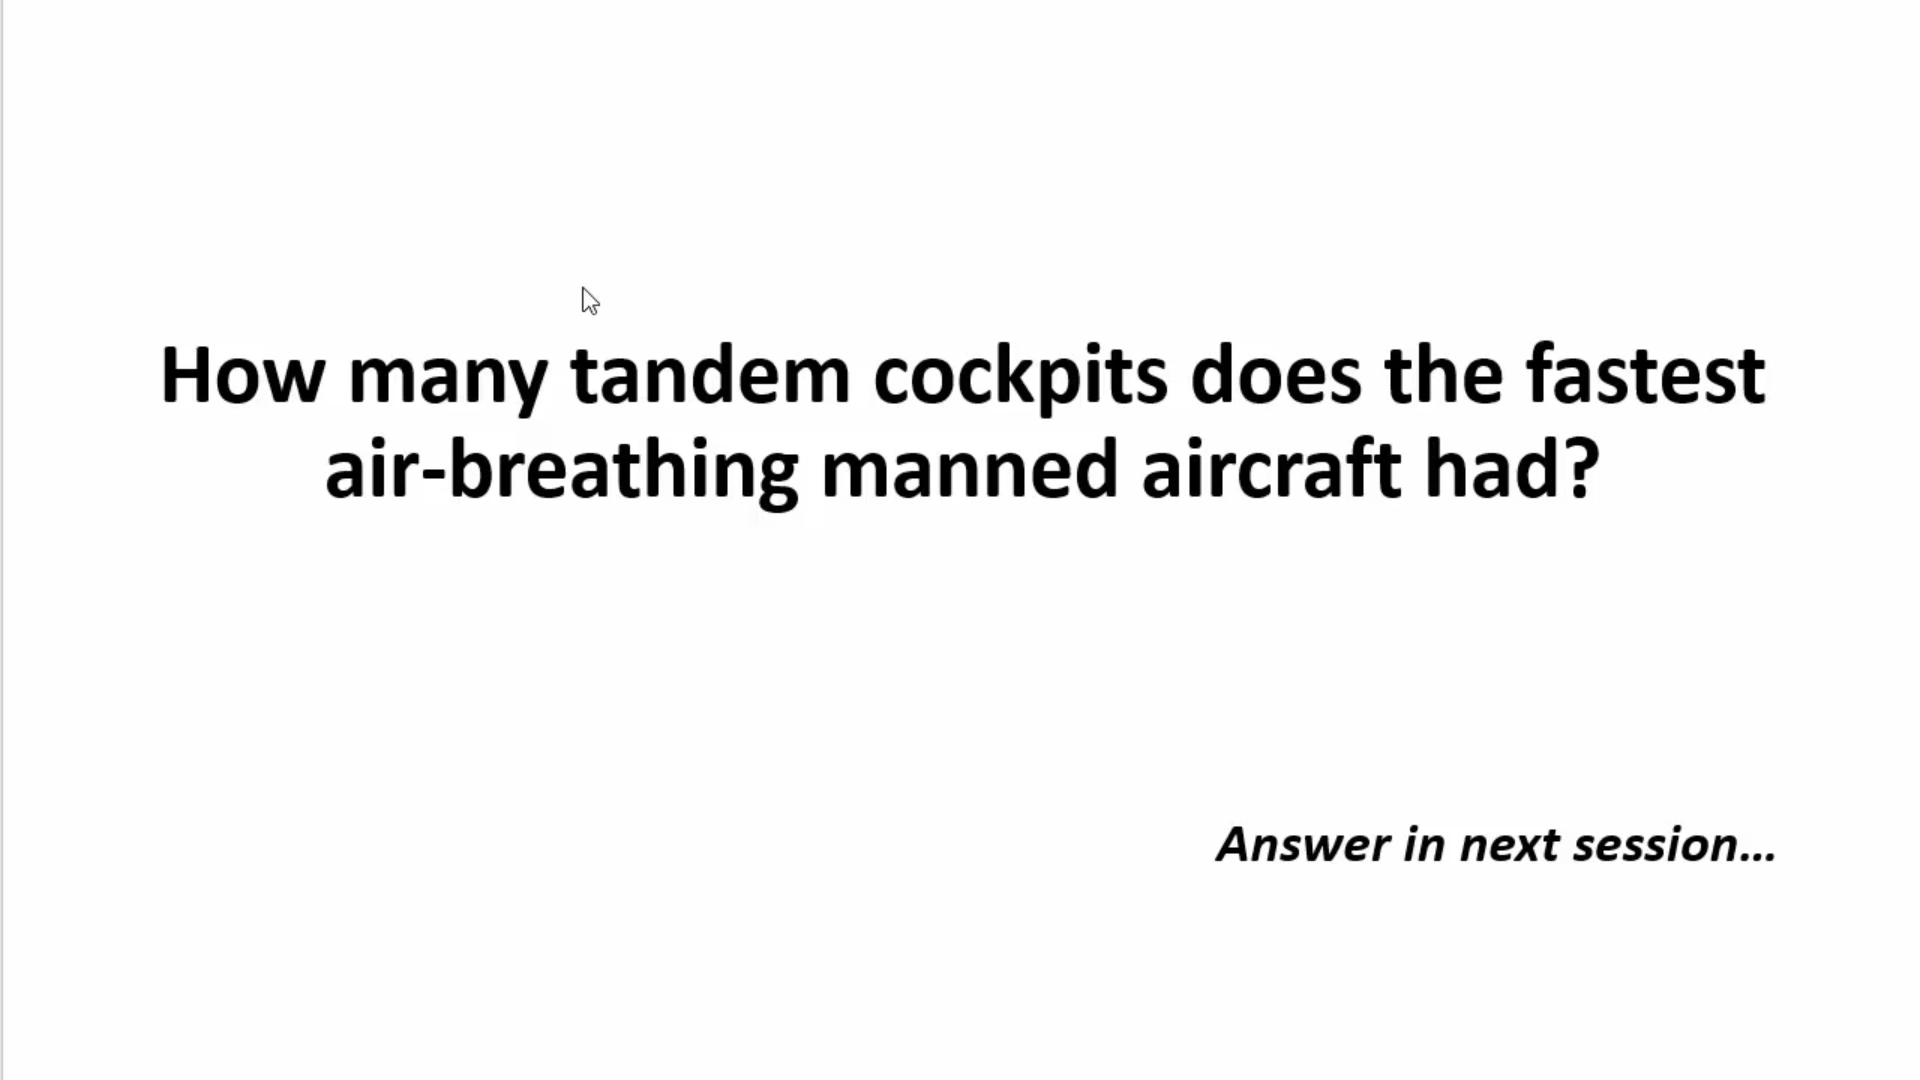 How many tandem cockpits does the fastest
air-breathing manned aircraft had?
Answer in next session...